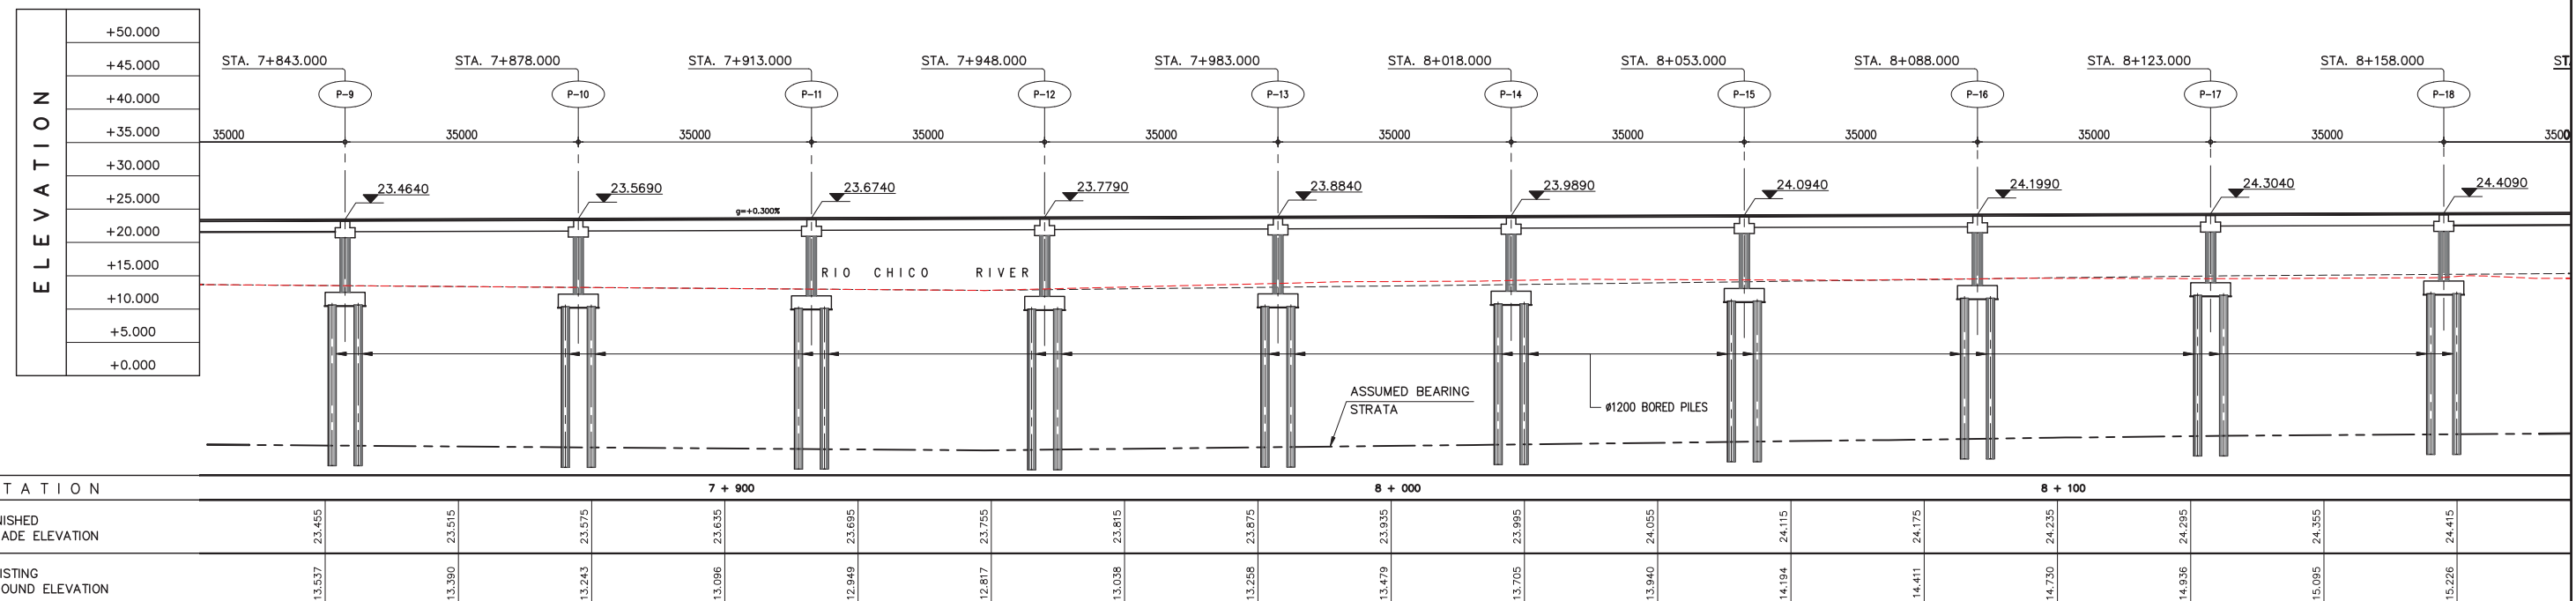 ELEVATION
+50.000
+45.000
+40.000
+35.000
+30.000
+25.000
+20.000
+15.000
+10.000
+5.000
+0.000
STA. 7+843.000 STA. 7+878.000 STA. 7+913.000 STA. 7+948.000 STA. 7+983.000 STA. 8+018.000 STA. 8+053.000 STA. 8+088.000 STA. 8+123.000 STA. 8+158.000 ST
P-9 P-10 P-11 P-12 P-13 P-14 P-15 P-16 P-17 P-18
35000 35000 35000 35000 35000 35000 35000 35000 35000 35000 3500
23.4640 23.5690 23.6740 23.7790 23.8840 23.9890 24.0940 24.1990 24.3040 24.4090
g=+0.300%
RIO CHICO RIVER
ASSUMED BEARING
STRATA
ø1200 BORED PILES
TATION 7 + 900 8 + 000 8 + 100
NISHED
ADE ELEVATION
23.455 23.515 23.575 23.635 23.695 23.755 23.815 23.875 23.935 23.995 24.055 24.115 24.175 24.235 24.295 24.355 24.415
ISTING
OUND ELEVATION
13.537 13.390 13.243 13.096 12.949 12.817 13.038 13.258 13.479 13.705 13.940 14.194 14.411 14.730 14.936 15.095 15.226